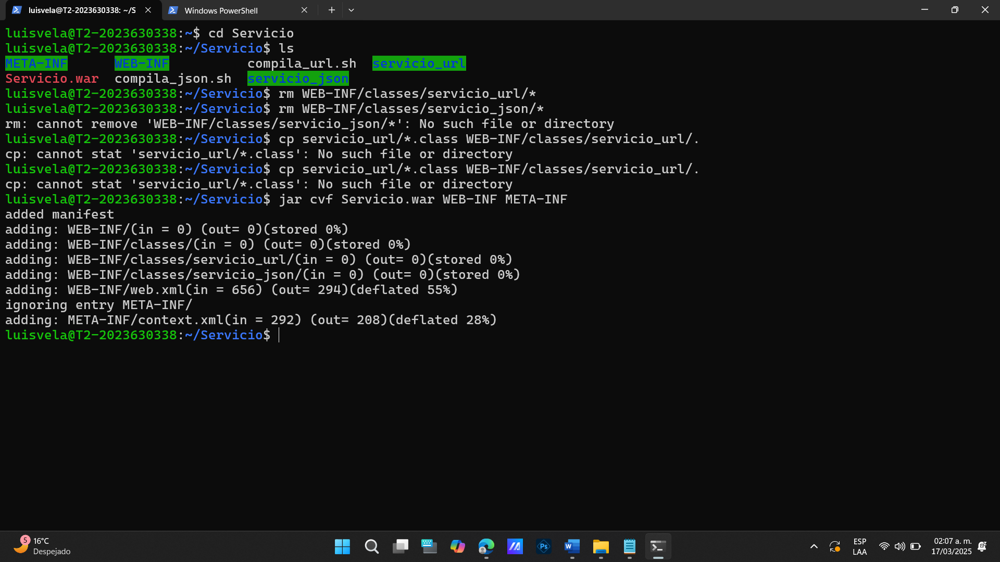 luisvela@T2-2023630338: ~/S
Windows PowerShell
luisvela@T2-2023630338:~$ cd Servicio
luisvela@T2-2023630338:~/Servicio$ ls
META-INF WEB-INF compila_url.sh servicio_url
Servicio.war compila_json.sh servicio_json
luisvela@T2-2023630338:~/Servicio$ rm WEB-INF/classes/servicio_url/*
luisvela@T2-2023630338:~/Servicio$ rm WEB-INF/classes/servicio_json/*
rm: cannot remove 'WEB-INF/classes/servicio_json/*': No such file or directory
luisvela@T2-2023630338:~/Servicio$ cp servicio_url/*.class WEB-INF/classes/servicio_url/.
cp: cannot stat 'servicio_url/*.class': No such file or directory
luisvela@T2-2023630338:~/Servicio$ cp servicio_url/*.class WEB-INF/classes/servicio_url/.
cp: cannot stat 'servicio_url/*.class': No such file or directory
luisvela@T2-2023630338:~/Servicio$ jar cvf Servicio.war WEB-INF META-INF
added manifest
adding: WEB-INF/(in = 0) (out= 0)(stored 0%)
adding: WEB-INF/classes/(in = 0) (out= 0)(stored 0%)
adding: WEB-INF/classes/servicio_url/(in = 0) (out= 0)(stored 0%)
adding: WEB-INF/classes/servicio_json/(in = 0) (out= 0)(stored 0%)
adding: WEB-INF/web.xml(in = 656) (out= 294)(deflated 55%)
ignoring entry META-INF/
adding: META-INF/context.xml(in = 292) (out= 208)(deflated 28%)
luisvela@T2-2023630338:~/Servicio$
5
16°C
Despejado
Ps
W
ESP
LAA
02:07 a. m.
17/03/2025